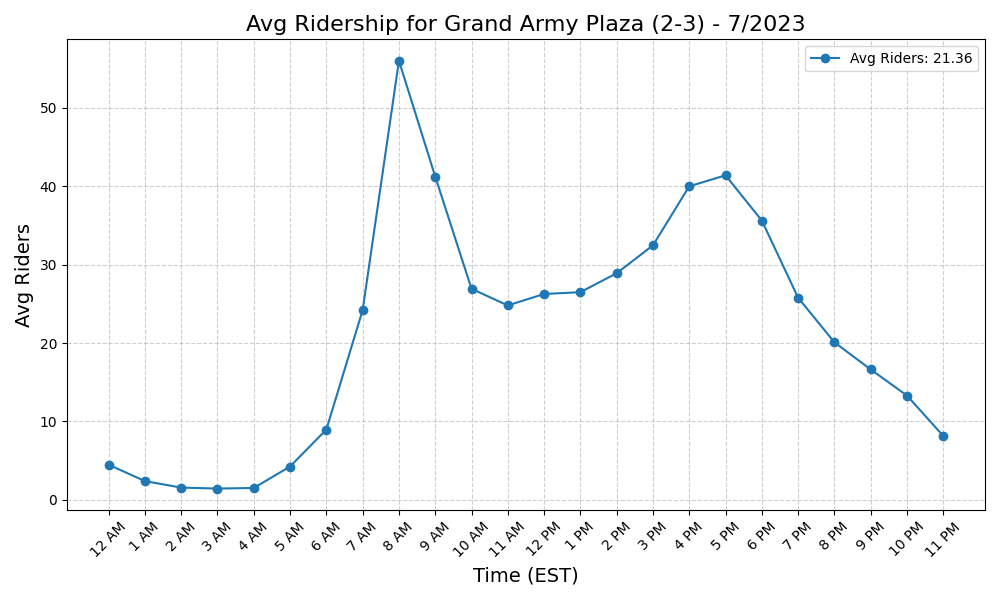 Avg Ridership for Grand Army Plaza (2-3) - 7/2023
Avg Riders: 21.36
Avg Riders
50
40
30
20
10
0
12 AM
1 AM
2 AM
3 AM
4 AM
5 AM
6 AM
7 AM
8 AM
9 AM
10 AM
11 AM
12 PM
1 PM
2 PM
3 PM
4 PM
5 PM
6 PM
7 PM
8 PM
9 PM
10 PM
11 PM
Time (EST)